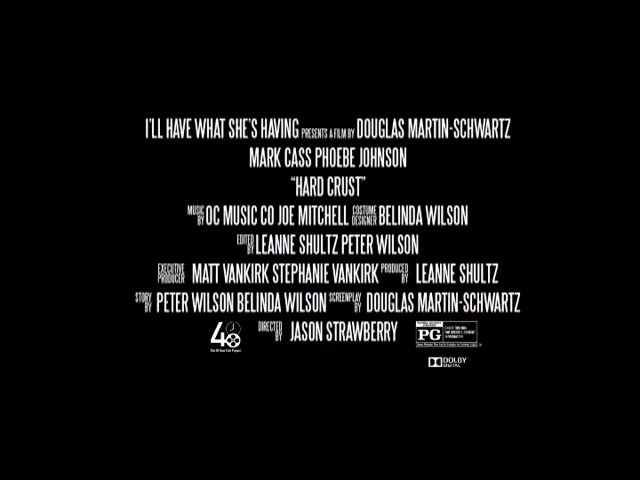 I'LL HAVE WHAT SHE'S HAVING PRESENTS A FILM BY DOUGLAS MARTIN-SCHWARTZ
MARK CASS PHOEBE JOHNSON
"HARD CRUST"
MUSIC BY OC MUSIC CO JOE MITCHELL COSTUME DESIGNER BELINDA WILSON
EDITED BY LEANNE SHULTZ PETER WILSON
EXECUTIVE PRODUCER MATT VANKIRK STEPHANIE VANKIRK PRODUCED BY LEANNE SHULTZ
STORY BY PETER WILSON BELINDA WILSON SCREENPLAY BY DOUGLAS MARTIN-SCHWARTZ
48 DIRECTED BY JASON STRAWBERRY PG
DOLBY DIGITAL